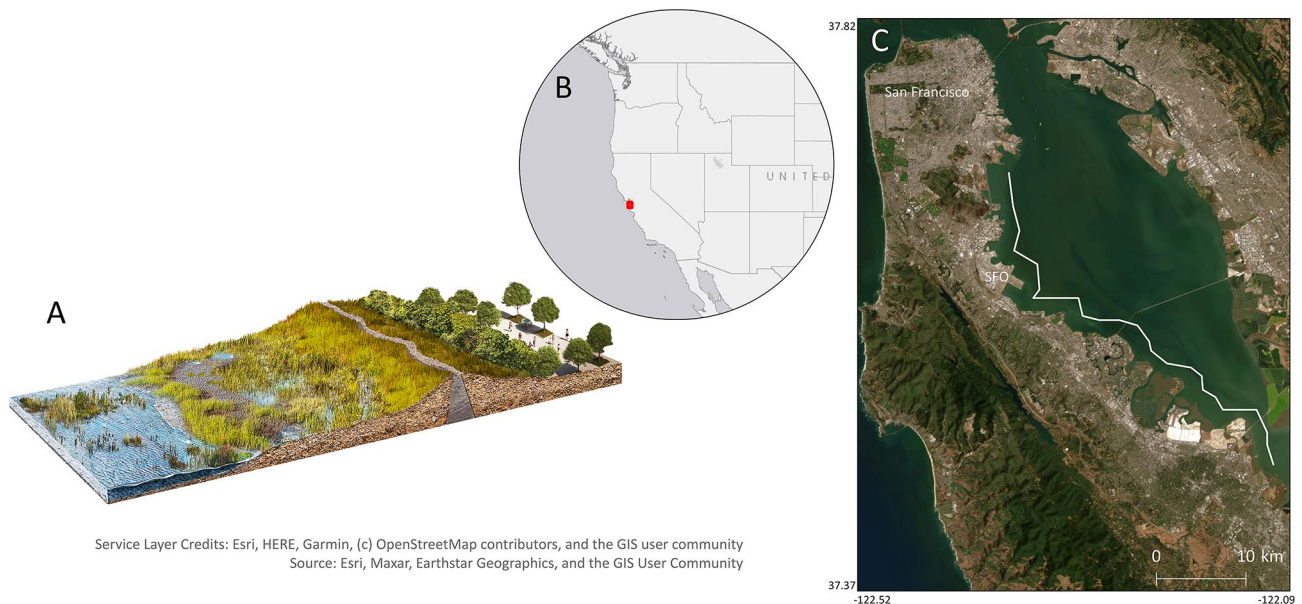 A
B
UNITED
C
37.82
San Francisco
SFO
0 10 km
37.37
-122.52 -122.09
Service Layer Credits: Esri, HERE, Garmin, (c) OpenStreetMap contributors, and the GIS user community
Source: Esri, Maxar, Earthstar Geographics, and the GIS User Community